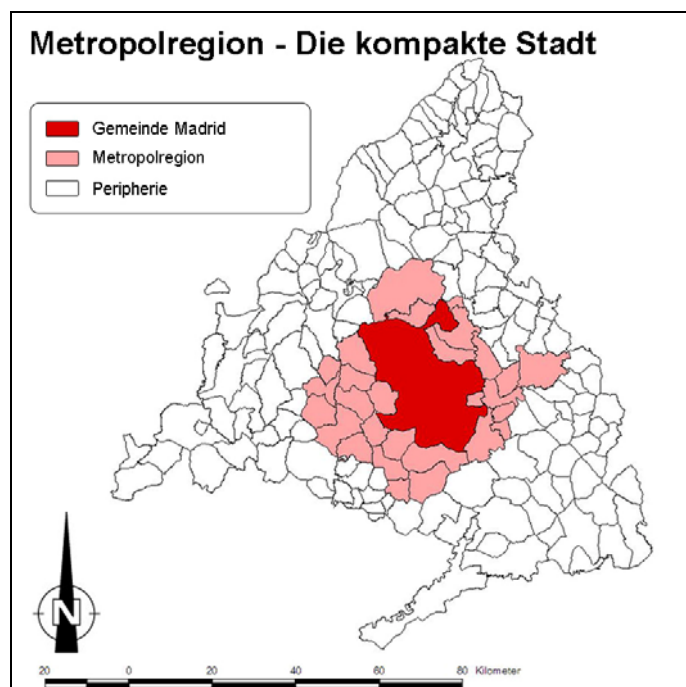 Metropolregion - Die kompakte Stadt
Gemeinde Madrid
Metropolregion
Peripherie
N
20 0 20 40 60 80 Kilometer